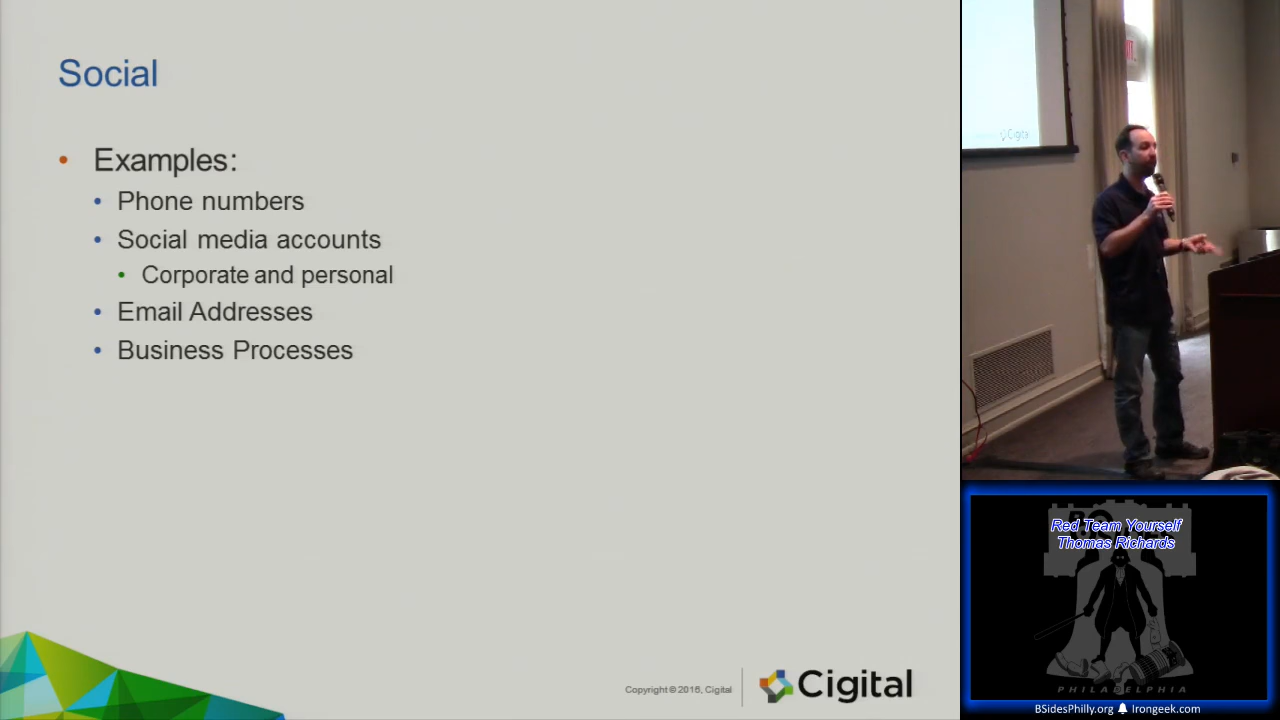 Social
Examples:
Phone numbers
Social media accounts
Corporate and personal
Email Addresses
Business Processes
Copyright © 2016, Cigital
Cigital
Cigital
Red Team Yourself
Thomas Richards
PHILADELPHIA
BSidesPhilly.org Irongeek.com